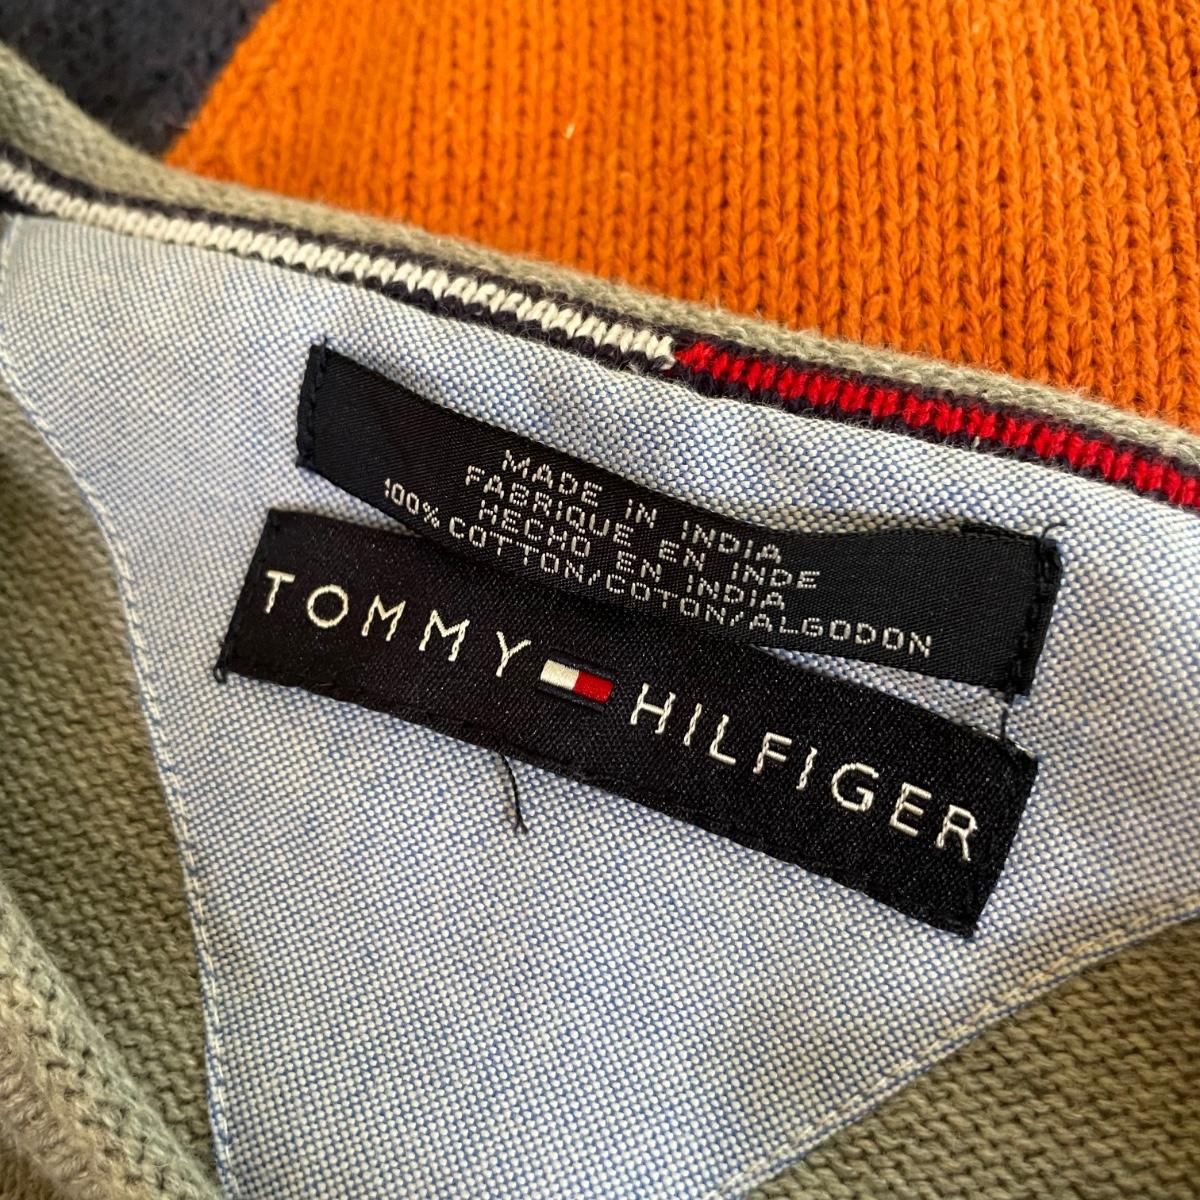 MADE IN INDIA
FABRIQUE EN INDE
HECHO EN INDIA
100% COTTON/COTON/ALGODON
TOMMY HILFIGER